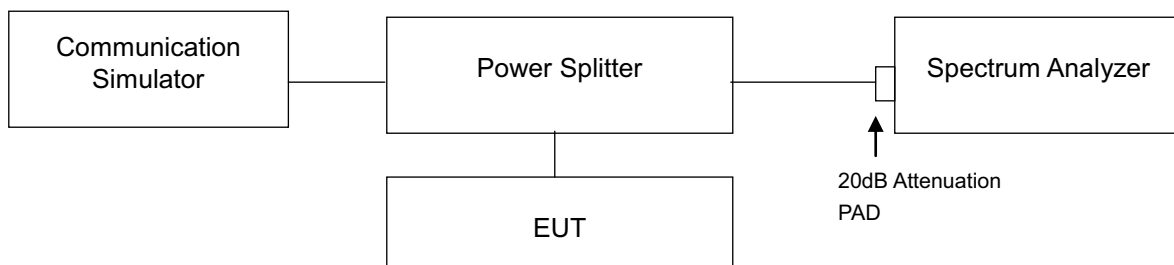 Communication
Simulator
Power Splitter
Spectrum Analyzer
20dB Attenuation
PAD
EUT